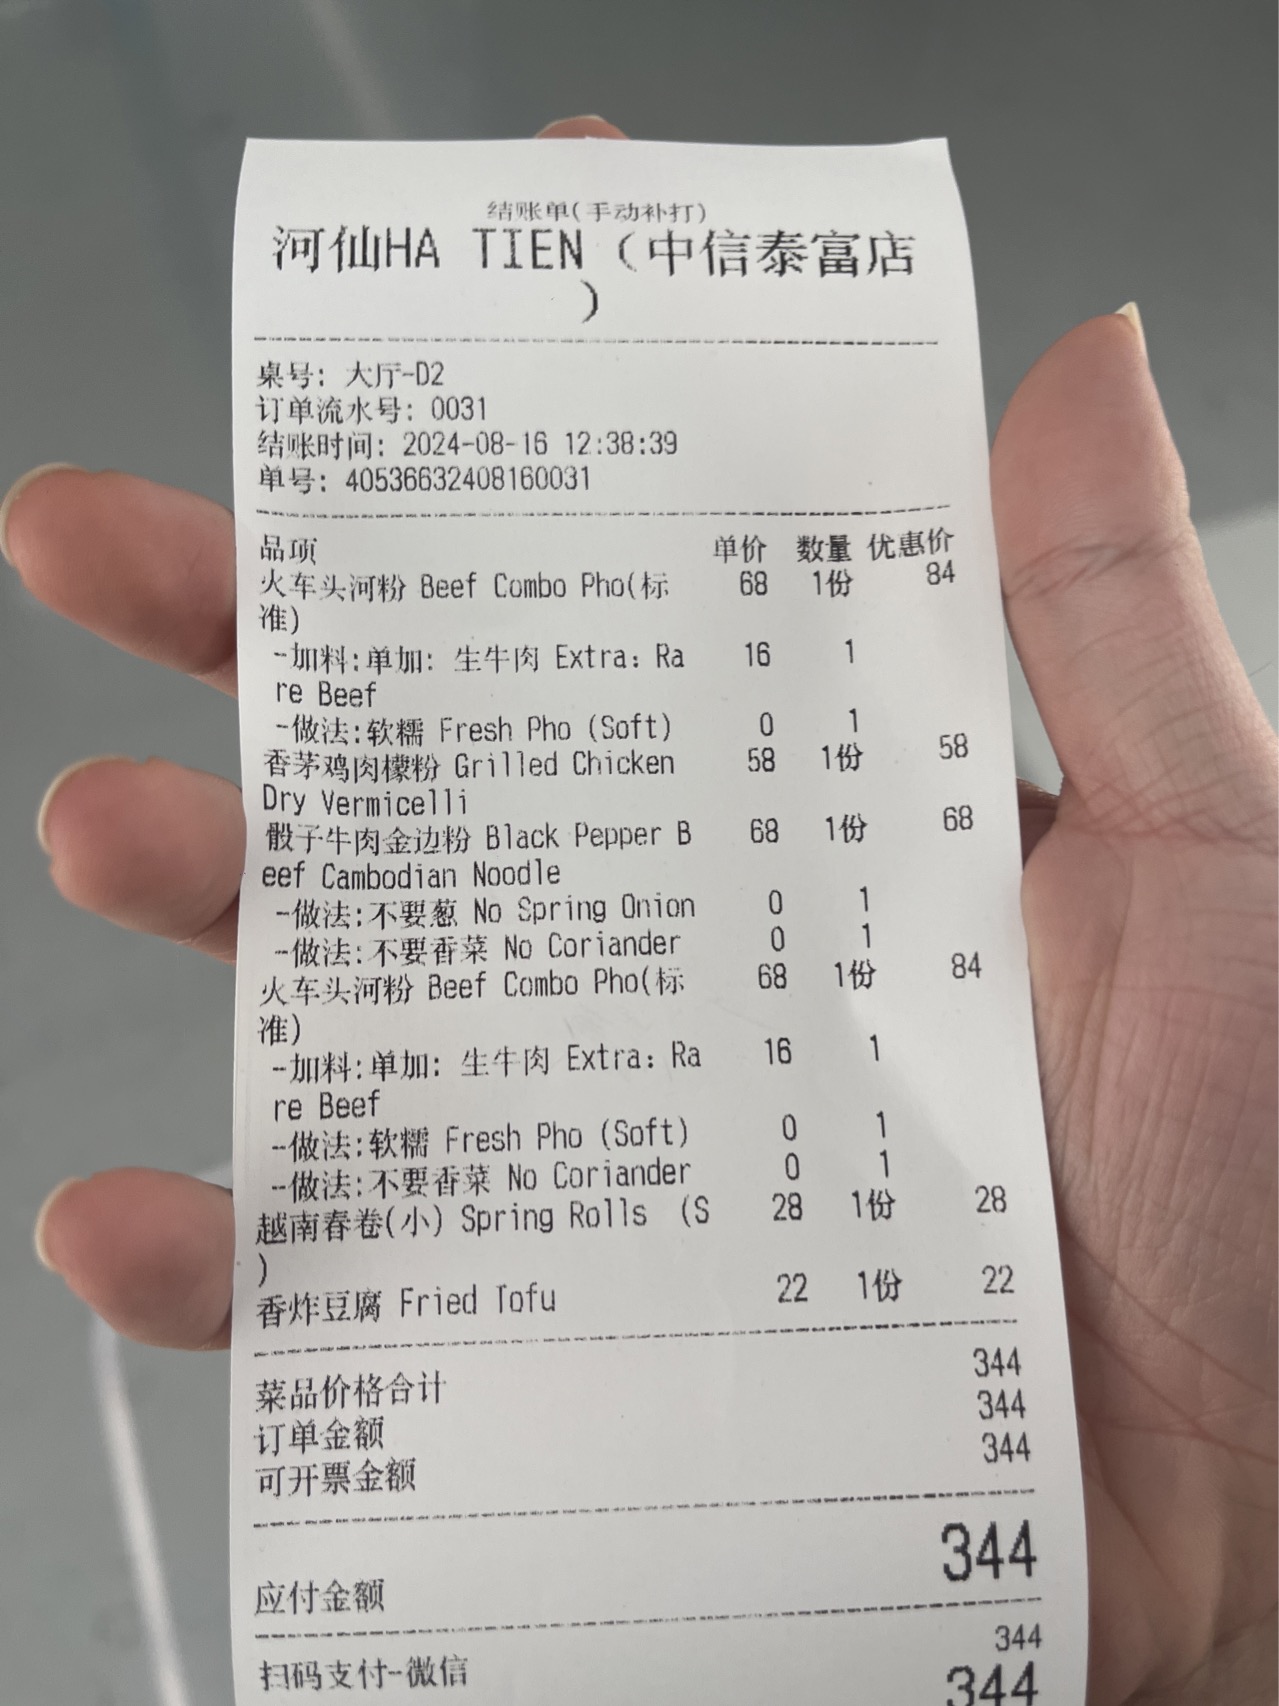 结账单(手动补打)
河仙HA TIEN（中信泰富店
）
桌号: 大厅-D2
订单流水号: 0031
结账时间: 2024-08-16 12:38:39
单号: 40536632408160031
品项 单价 数量 优惠价
火车头河粉 Beef Combo Pho(标 68 1份 84
准)
-加料:单加: 生牛肉 Extra: Ra 16 1
re Beef
-做法:软糯 Fresh Pho (Soft) 0 1
香茅鸡肉檬粉 Grilled Chicken 58 1份 58
Dry Vermicelli
骰子牛肉金边粉 Black Pepper B 68 1份 68
eef Cambodian Noodle
-做法:不要葱 No Spring Onion 0 1
-做法:不要香菜 No Coriander 0 1
火车头河粉 Beef Combo Pho(标 68 1份 84
准)
-加料:单加: 生牛肉 Extra: Ra 16 1
re Beef
-做法:软糯 Fresh Pho (Soft) 0 1
-做法:不要香菜 No Coriander 0 1
越南春卷(小) Spring Rolls (S 28 1份 28
)
香炸豆腐 Fried Tofu 22 1份 22
菜品价格合计 344
订单金额 344
可开票金额 344
应付金额 344
扫码支付-微信 344
344